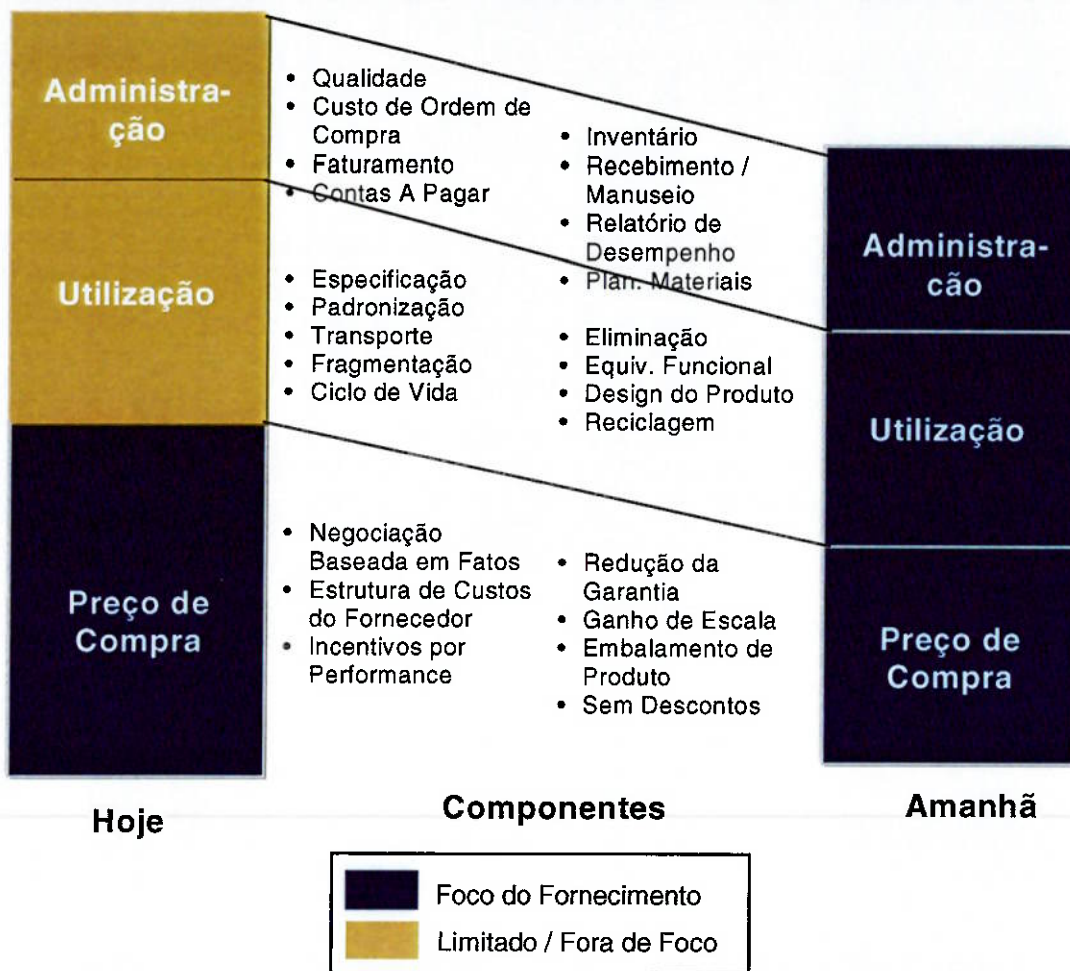 Administra-
ção
Utilização
Preço de
Compra
Hoje
• Qualidade
• Custo de Ordem de
Compra
• Faturamento
• Contas A Pagar
• Inventário
• Recebimento /
Manuseio
• Relatório de
Desempenho
• Plan. Materiais
• Especificação
• Padronização
• Transporte
• Fragmentação
• Ciclo de Vida
• Eliminação
• Equiv. Funcional
• Design do Produto
• Reciclagem
• Negociação
Baseada em Fatos
• Estrutura de Custos
do Fornecedor
• Incentivos por
Performance
• Redução da
Garantia
• Ganho de Escala
• Embalamento de
Produto
• Sem Descontos
Componentes
Administra-
cão
Utilização
Preço de
Compra
Amanhã
Foco do Fornecimento
Limitado / Fora de Foco